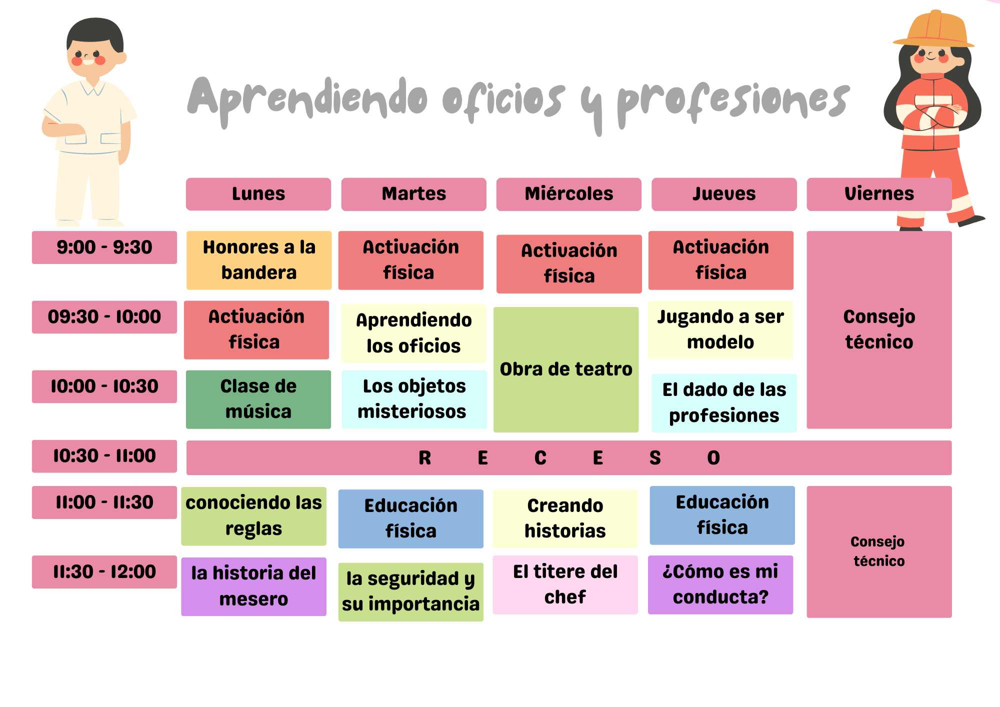 Aprendiendo oficios y profesiones
Lunes
Martes
Miércoles
Jueves
Viernes
9:00 - 9:30
Honores a la
bandera
Activación
física
Activación
física
Activación
física
Consejo
técnico
09:30 - 10:00
Activación
física
Aprendiendo
los oficios
Obra de teatro
Jugando a ser
modelo
10:00 - 10:30
Clase de
música
Los objetos
misteriosos
El dado de las
profesiones
10:30 - 11:00
R E C E S O
11:00 - 11:30
conociendo las
reglas
Educación
física
Creando
historias
Educación
física
Consejo
técnico
11:30 - 12:00
la historia del
mesero
la seguridad y
su importancia
El titere del
chef
¿Cómo es mi
conducta?